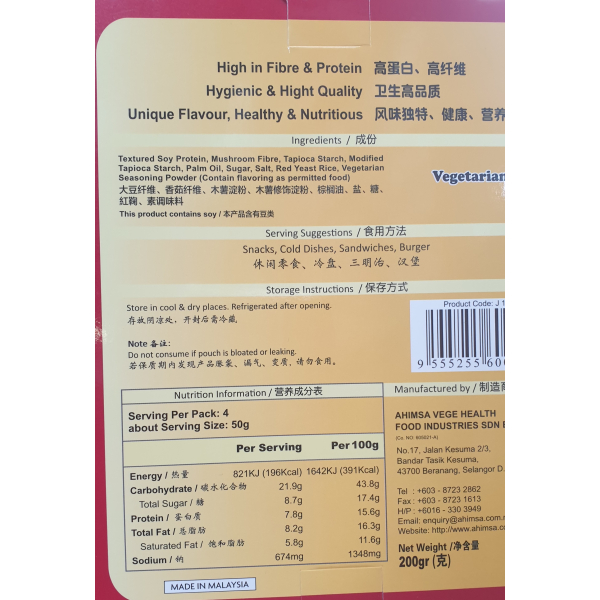 High in Fibre & Protein 高蛋白、高纤维
Hygienic & Hight Quality 卫生高品质
Unique Flavour, Healthy & Nutritious 风味独特、健康、营养
Ingredients / 成份
Textured Soy Protein, Mushroom Fibre, Tapioca Starch, Modified
Tapioca Starch, Palm Oil, Sugar, Salt, Red Yeast Rice, Vegetarian
Seasoning Powder (Contain flavoring as permitted food)
大豆纤维、香菇纤维、木薯淀粉、木薯修饰淀粉、棕榈油、盐、糖、
红麴、素调味料
This product contains soy / 本产品含有豆类
Vegetarian
Serving Suggestions / 食用方法
Snacks, Cold Dishes, Sandwiches, Burger
休闲零食、冷盘、三明治、汉堡
Storage Instructions / 保存方式
Store in cool & dry places. Refrigerated after opening.
存放阴凉处，开封后需冷藏
Note 备注:
Do not consume if pouch is bloated or leaking.
若保质期内发现产品胀气、漏气、变质，请勿食用。
Product Code: J 1
9 555255 600
Nutrition Information / 营养成分表
Serving Per Pack: 4
about Serving Size: 50g
Per Serving Per 100g
Energy / 热量 821KJ (196Kcal) 1642KJ (391Kcal)
Carbohydrate / 碳水化合物 21.9g 43.8g
Total Sugar / 糖 8.7g 17.4g
Protein / 蛋白质 7.8g 15.6g
Total Fat / 总脂肪 8.2g 16.3g
Saturated Fat / 饱和脂肪 5.8g 11.6g
Sodium / 钠 674mg 1348mg
MADE IN MALAYSIA
Manufactured by / 制造商
AHIMSA VEGE HEALTH
FOOD INDUSTRIES SDN B
(Co. NO: 605021-A)
No.17, Jalan Kesuma 2/3,
Bandar Tasik Kesuma,
43700 Beranang, Selangor D.
Tel : +603 - 8723 2862
Fax : +603 - 8723 1613
H/P : +6016 - 330 3949
Email: enquiry@ahimsa.com
Website: http://www.ahimsa.
Net Weight /净含量
200gr (克)